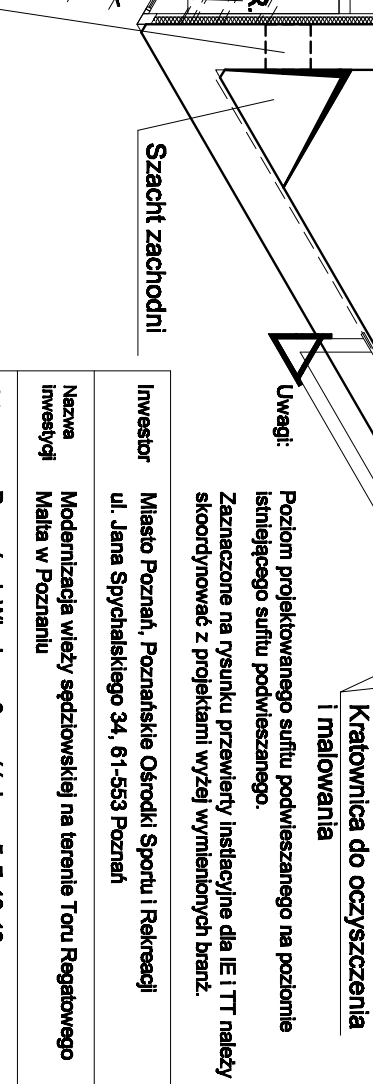 Kratownica do oczyszczenia
i malowania
Szacht zachodni
Uwagi:
Poziom projektowanego sufitu podwieszanego na poziomie
istniejącego sufitu podwieszanego.
Zaznaczone na rysunku przewierty instlacyjne dla IE i TT należy
skoordynować z projektami wyżej wymienionych branż.
Inwestor Miasto Poznań, Poznańskie Ośrodki Sportu i Rekreacji
ul. Jana Spychalskiego 34, 61-553 Poznań
Nazwa Modernizacja wieży sędziowskiej na terenie Toru Regatowego
inwestycji Malta w Poznaniu